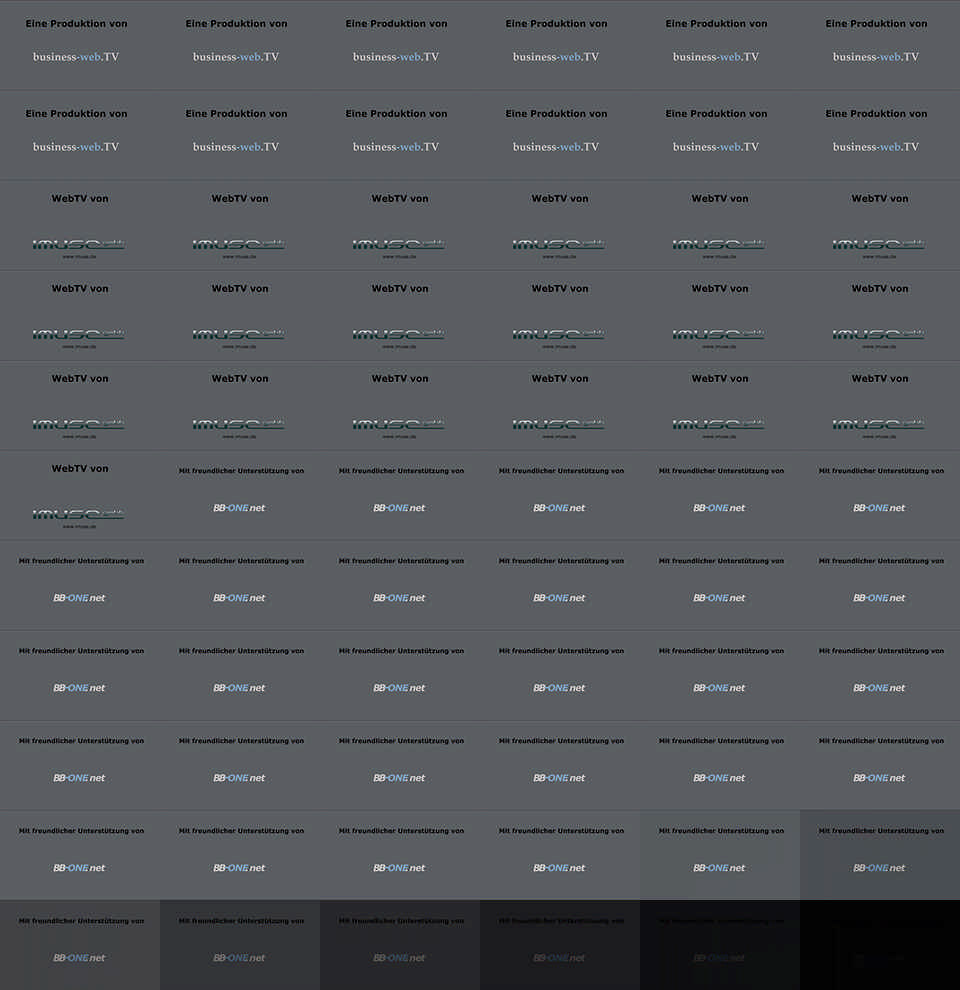 Eine Produktion von Eine Produktion von Eine Produktion von Eine Produktion von Eine Produktion von Eine Produktion von
business-web.TV business-web.TV business-web.TV business-web.TV business-web.TV business-web.TV
Eine Produktion von Eine Produktion von Eine Produktion von Eine Produktion von Eine Produktion von Eine Produktion von
business-web.TV business-web.TV business-web.TV business-web.TV business-web.TV business-web.TV
WebTV von WebTV von WebTV von WebTV von WebTV von WebTV von
imuse imuse imuse imuse imuse imuse
www.imuse.de www.imuse.de www.imuse.de www.imuse.de www.imuse.de www.imuse.de
WebTV von WebTV von WebTV von WebTV von WebTV von WebTV von
imuse imuse imuse imuse imuse imuse
www.imuse.de www.imuse.de www.imuse.de www.imuse.de www.imuse.de www.imuse.de
WebTV von WebTV von WebTV von WebTV von WebTV von WebTV von
imuse imuse imuse imuse imuse imuse
www.imuse.de www.imuse.de www.imuse.de www.imuse.de www.imuse.de www.imuse.de
WebTV von Mit freundlicher Unterstützung von Mit freundlicher Unterstützung von Mit freundlicher Unterstützung von Mit freundlicher Unterstützung von Mit freundlicher Unterstützung von
imuse BB-ONE.net BB-ONE.net BB-ONE.net BB-ONE.net BB-ONE.net
www.imuse.de
Mit freundlicher Unterstützung von Mit freundlicher Unterstützung von Mit freundlicher Unterstützung von Mit freundlicher Unterstützung von Mit freundlicher Unterstützung von Mit freundlicher Unterstützung von
BB-ONE.net BB-ONE.net BB-ONE.net BB-ONE.net BB-ONE.net BB-ONE.net
Mit freundlicher Unterstützung von Mit freundlicher Unterstützung von Mit freundlicher Unterstützung von Mit freundlicher Unterstützung von Mit freundlicher Unterstützung von Mit freundlicher Unterstützung von
BB-ONE.net BB-ONE.net BB-ONE.net BB-ONE.net BB-ONE.net BB-ONE.net
Mit freundlicher Unterstützung von Mit freundlicher Unterstützung von Mit freundlicher Unterstützung von Mit freundlicher Unterstützung von Mit freundlicher Unterstützung von Mit freundlicher Unterstützung von
BB-ONE.net BB-ONE.net BB-ONE.net BB-ONE.net BB-ONE.net BB-ONE.net
Mit freundlicher Unterstützung von Mit freundlicher Unterstützung von Mit freundlicher Unterstützung von Mit freundlicher Unterstützung von Mit freundlicher Unterstützung von Mit freundlicher Unterstützung von
BB-ONE.net BB-ONE.net BB-ONE.net BB-ONE.net BB-ONE.net BB-ONE.net
Mit freundlicher Unterstützung von Mit freundlicher Unterstützung von Mit freundlicher Unterstützung von Mit freundlicher Unterstützung von Mit freundlicher Unterstützung von
BB-ONE.net BB-ONE.net BB-ONE.net BB-ONE.net BB-ONE.net